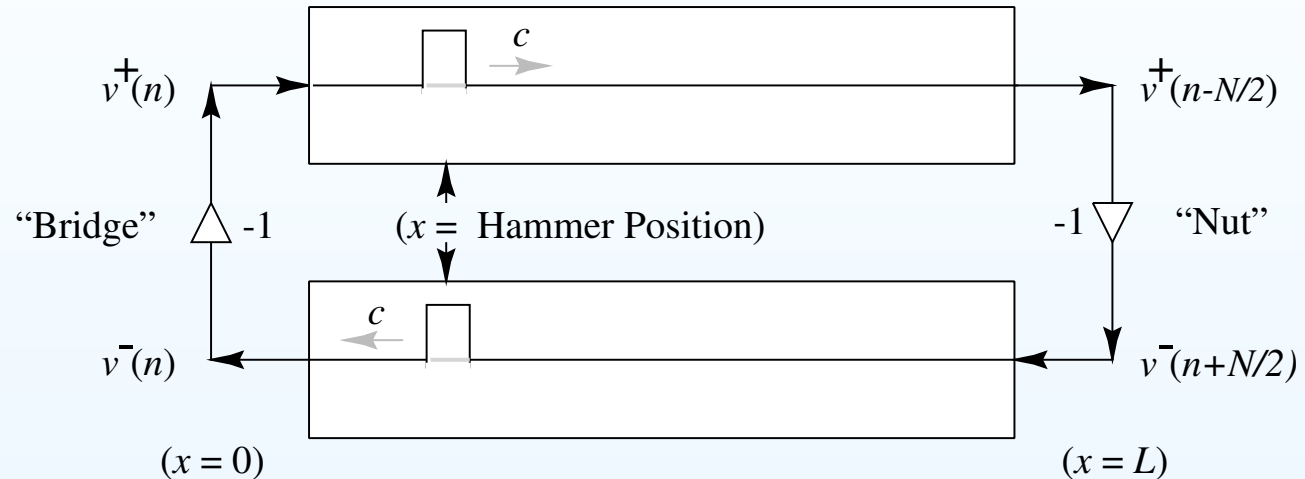 c
v⁺(n)
v⁺(n-N/2)
“Bridge” -1
(x = Hammer Position)
-1 “Nut”
c
v⁻(n)
v⁻(n+N/2)
(x = 0)
(x = L)